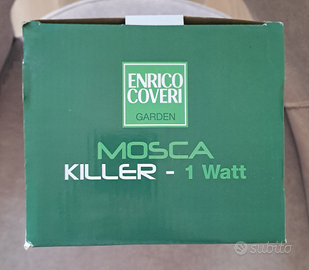 ENRICO
COVERI
GARDEN
MOSCA
KILLER - 1 Watt
subito